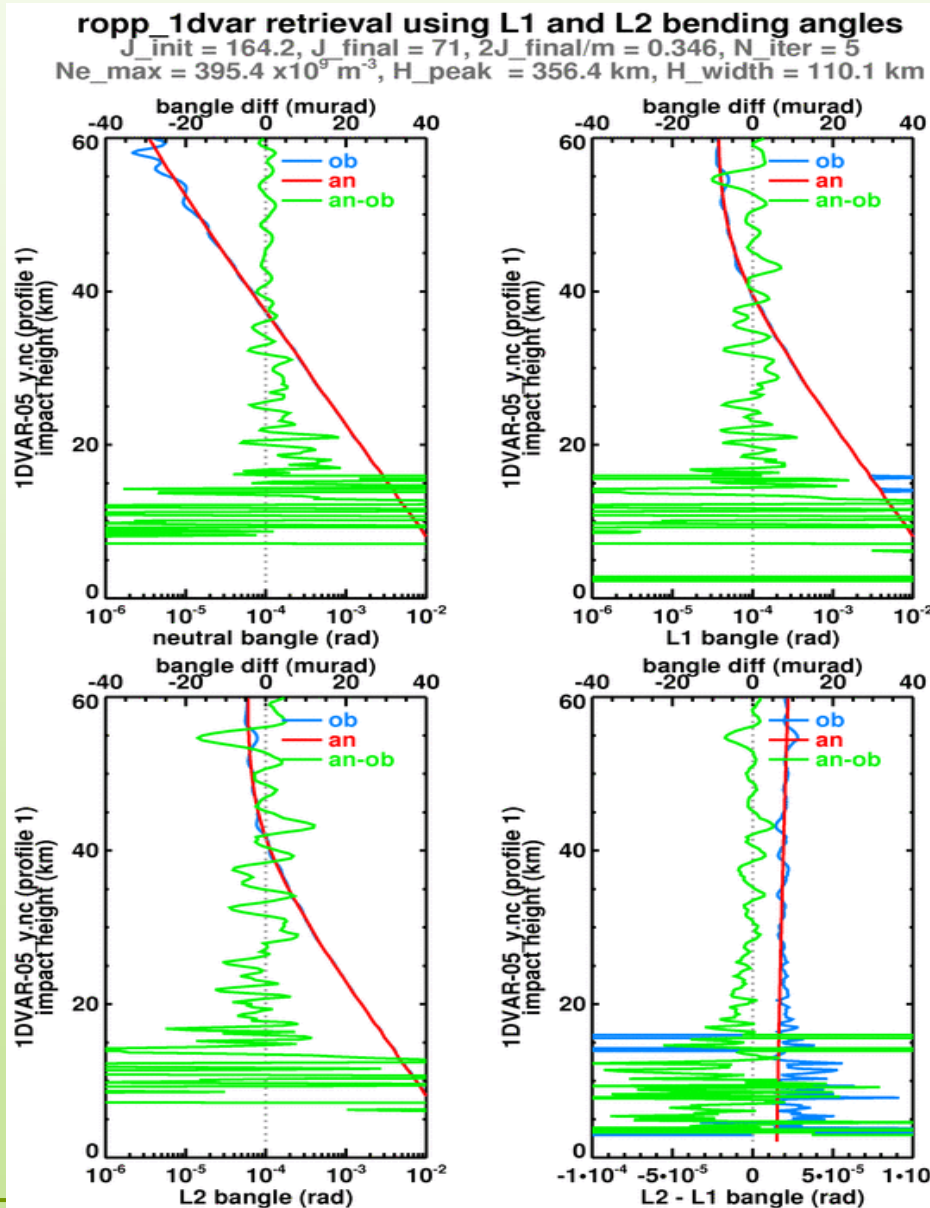 ropp_1dvar retrieval using L1 and L2 bending angles
J_init = 164.2, J_final = 71, 2J_final/m = 0.346, N_iter = 5
Ne_max = 395.4 x10⁹ m⁻³, H_peak = 356.4 km, H_width = 110.1 km
bangle diff (murad)
-40 -20 0 20 40
60
40
20
0
1DVAR-05_y.nc (profile 1)
impact_height (km)
ob
an
an-ob
10⁻⁶ 10⁻⁵ 10⁻⁴ 10⁻³ 10⁻²
neutral bangle (rad)
bangle diff (murad)
-40 -20 0 20 40
60
40
20
0
1DVAR-05_y.nc (profile 1)
impact_height (km)
ob
an
an-ob
10⁻⁶ 10⁻⁵ 10⁻⁴ 10⁻³ 10⁻²
L1 bangle (rad)
bangle diff (murad)
-40 -20 0 20 40
60
40
20
0
1DVAR-05_y.nc (profile 1)
impact_height (km)
ob
an
an-ob
10⁻⁶ 10⁻⁵ 10⁻⁴ 10⁻³ 10⁻²
L2 bangle (rad)
bangle diff (murad)
-40 -20 0 20 40
60
40
20
0
1DVAR-05_y.nc (profile 1)
impact_height (km)
ob
an
an-ob
-1•10⁻⁴ -5•10⁻⁵ 0 5•10⁻⁵ 1•10
L2 - L1 bangle (rad)